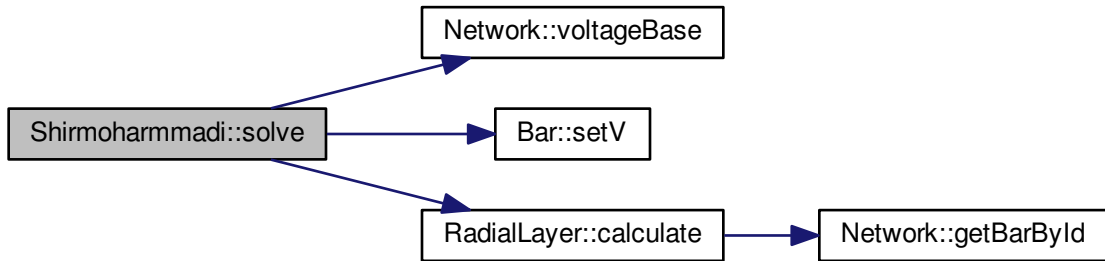 Network::voltageBase
Shirmoharmmadi::solve
Bar::setV
RadialLayer::calculate
Network::getBarById